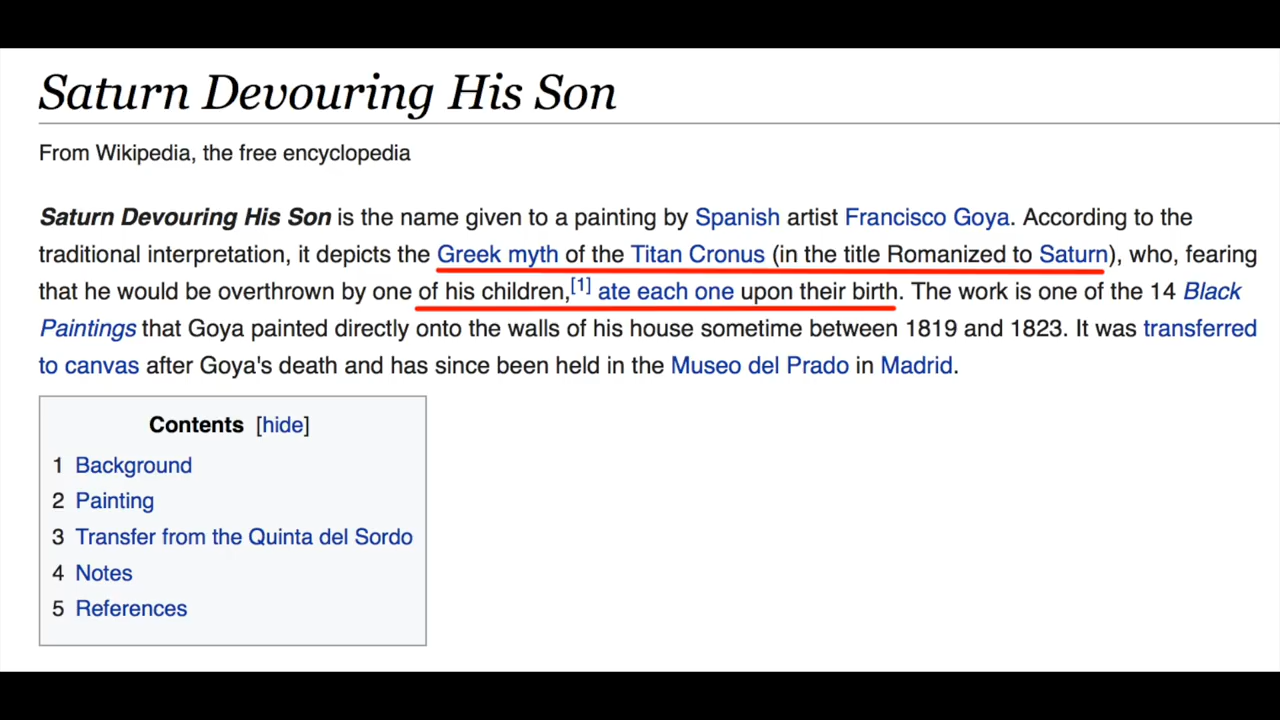 Saturn Devouring His Son
From Wikipedia, the free encyclopedia
Saturn Devouring His Son is the name given to a painting by Spanish artist Francisco Goya. According to the
traditional interpretation, it depicts the Greek myth of the Titan Cronus (in the title Romanized to Saturn), who, fearing
that he would be overthrown by one of his children,[1] ate each one upon their birth. The work is one of the 14 Black
Paintings that Goya painted directly onto the walls of his house sometime between 1819 and 1823. It was transferred
to canvas after Goya's death and has since been held in the Museo del Prado in Madrid.
Contents [hide]
1 Background
2 Painting
3 Transfer from the Quinta del Sordo
4 Notes
5 References